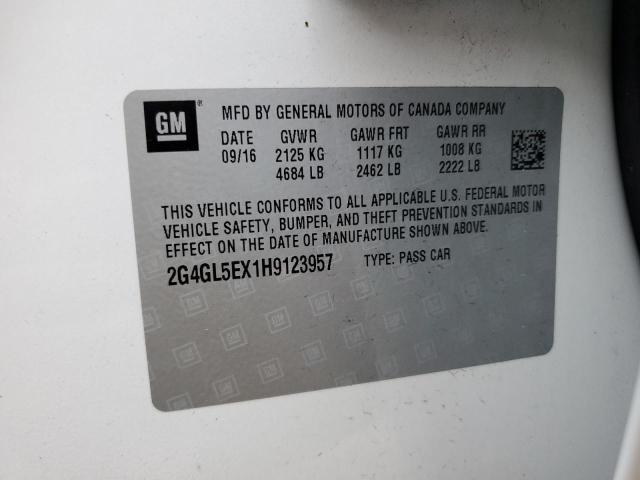 GM ® MFD BY GENERAL MOTORS OF CANADA COMPANY
DATE GVWR GAWR FRT GAWR RR
09/16 2125 KG 1117 KG 1008 KG
4684 LB 2462 LB 2222 LB
THIS VEHICLE CONFORMS TO ALL APPLICABLE U.S. FEDERAL MOTOR
VEHICLE SAFETY, BUMPER, AND THEFT PREVENTION STANDARDS IN
EFFECT ON THE DATE OF MANUFACTURE SHOWN ABOVE.
2G4GL5EX1H9123957 TYPE: PASS CAR